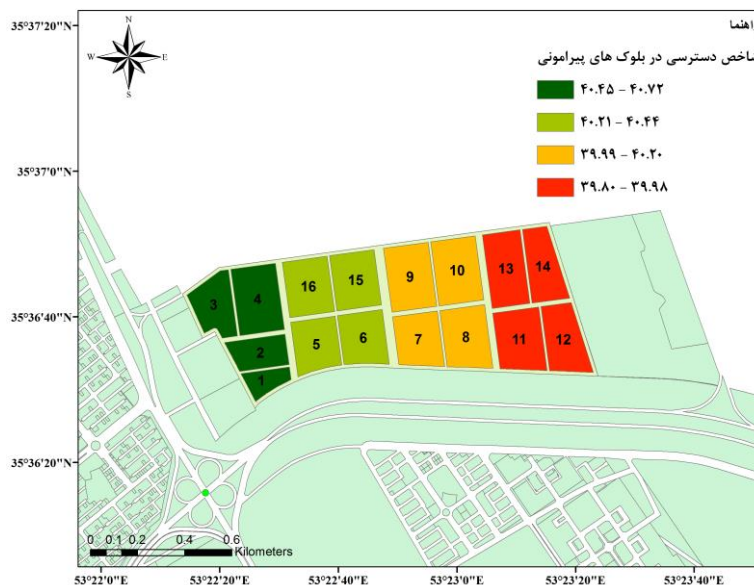 35°37'20"N
35°37'0"N
35°36'40"N
35°36'20"N
N
W E
S
اهنما
شاخص دسترسی در بلوک های پیرامونی
۴۰.۴۵ – ۴۰.۷۲
۴۰.۲۱ – ۴۰.۴۴
۳۹.۹۹ – ۴۰.۲۰
۳۹.۸۰ – ۳۹.۹۸
3 4 16 15 9 10 13 14
2 5 6 7 8 11 12
1
0 0.1 0.2 0.4 0.6
Kilometers
53°22'0"E 53°22'20"E 53°22'40"E 53°23'0"E 53°23'20"E 53°23'40"E